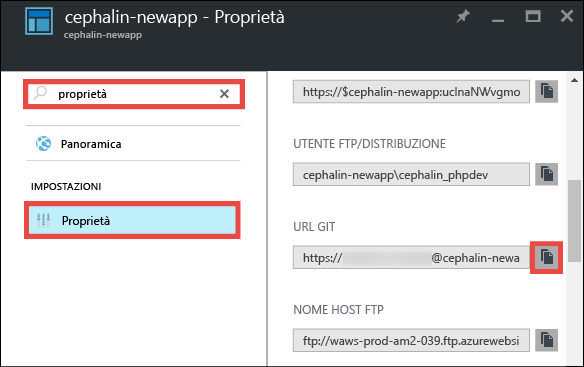 cephalin-newapp - Proprietà
cephalin-newapp
proprietà
Panoramica
IMPOSTAZIONI
Proprietà
https://$cephalin-newapp:uclnaNWvgmo
UTENTE FTP/DISTRIBUZIONE
cephalin-newapp\cephalin_phpdev
URL GIT
https:// @cephalin-newa
NOME HOST FTP
ftp://waws-prod-am2-039.ftp.azurewebsi